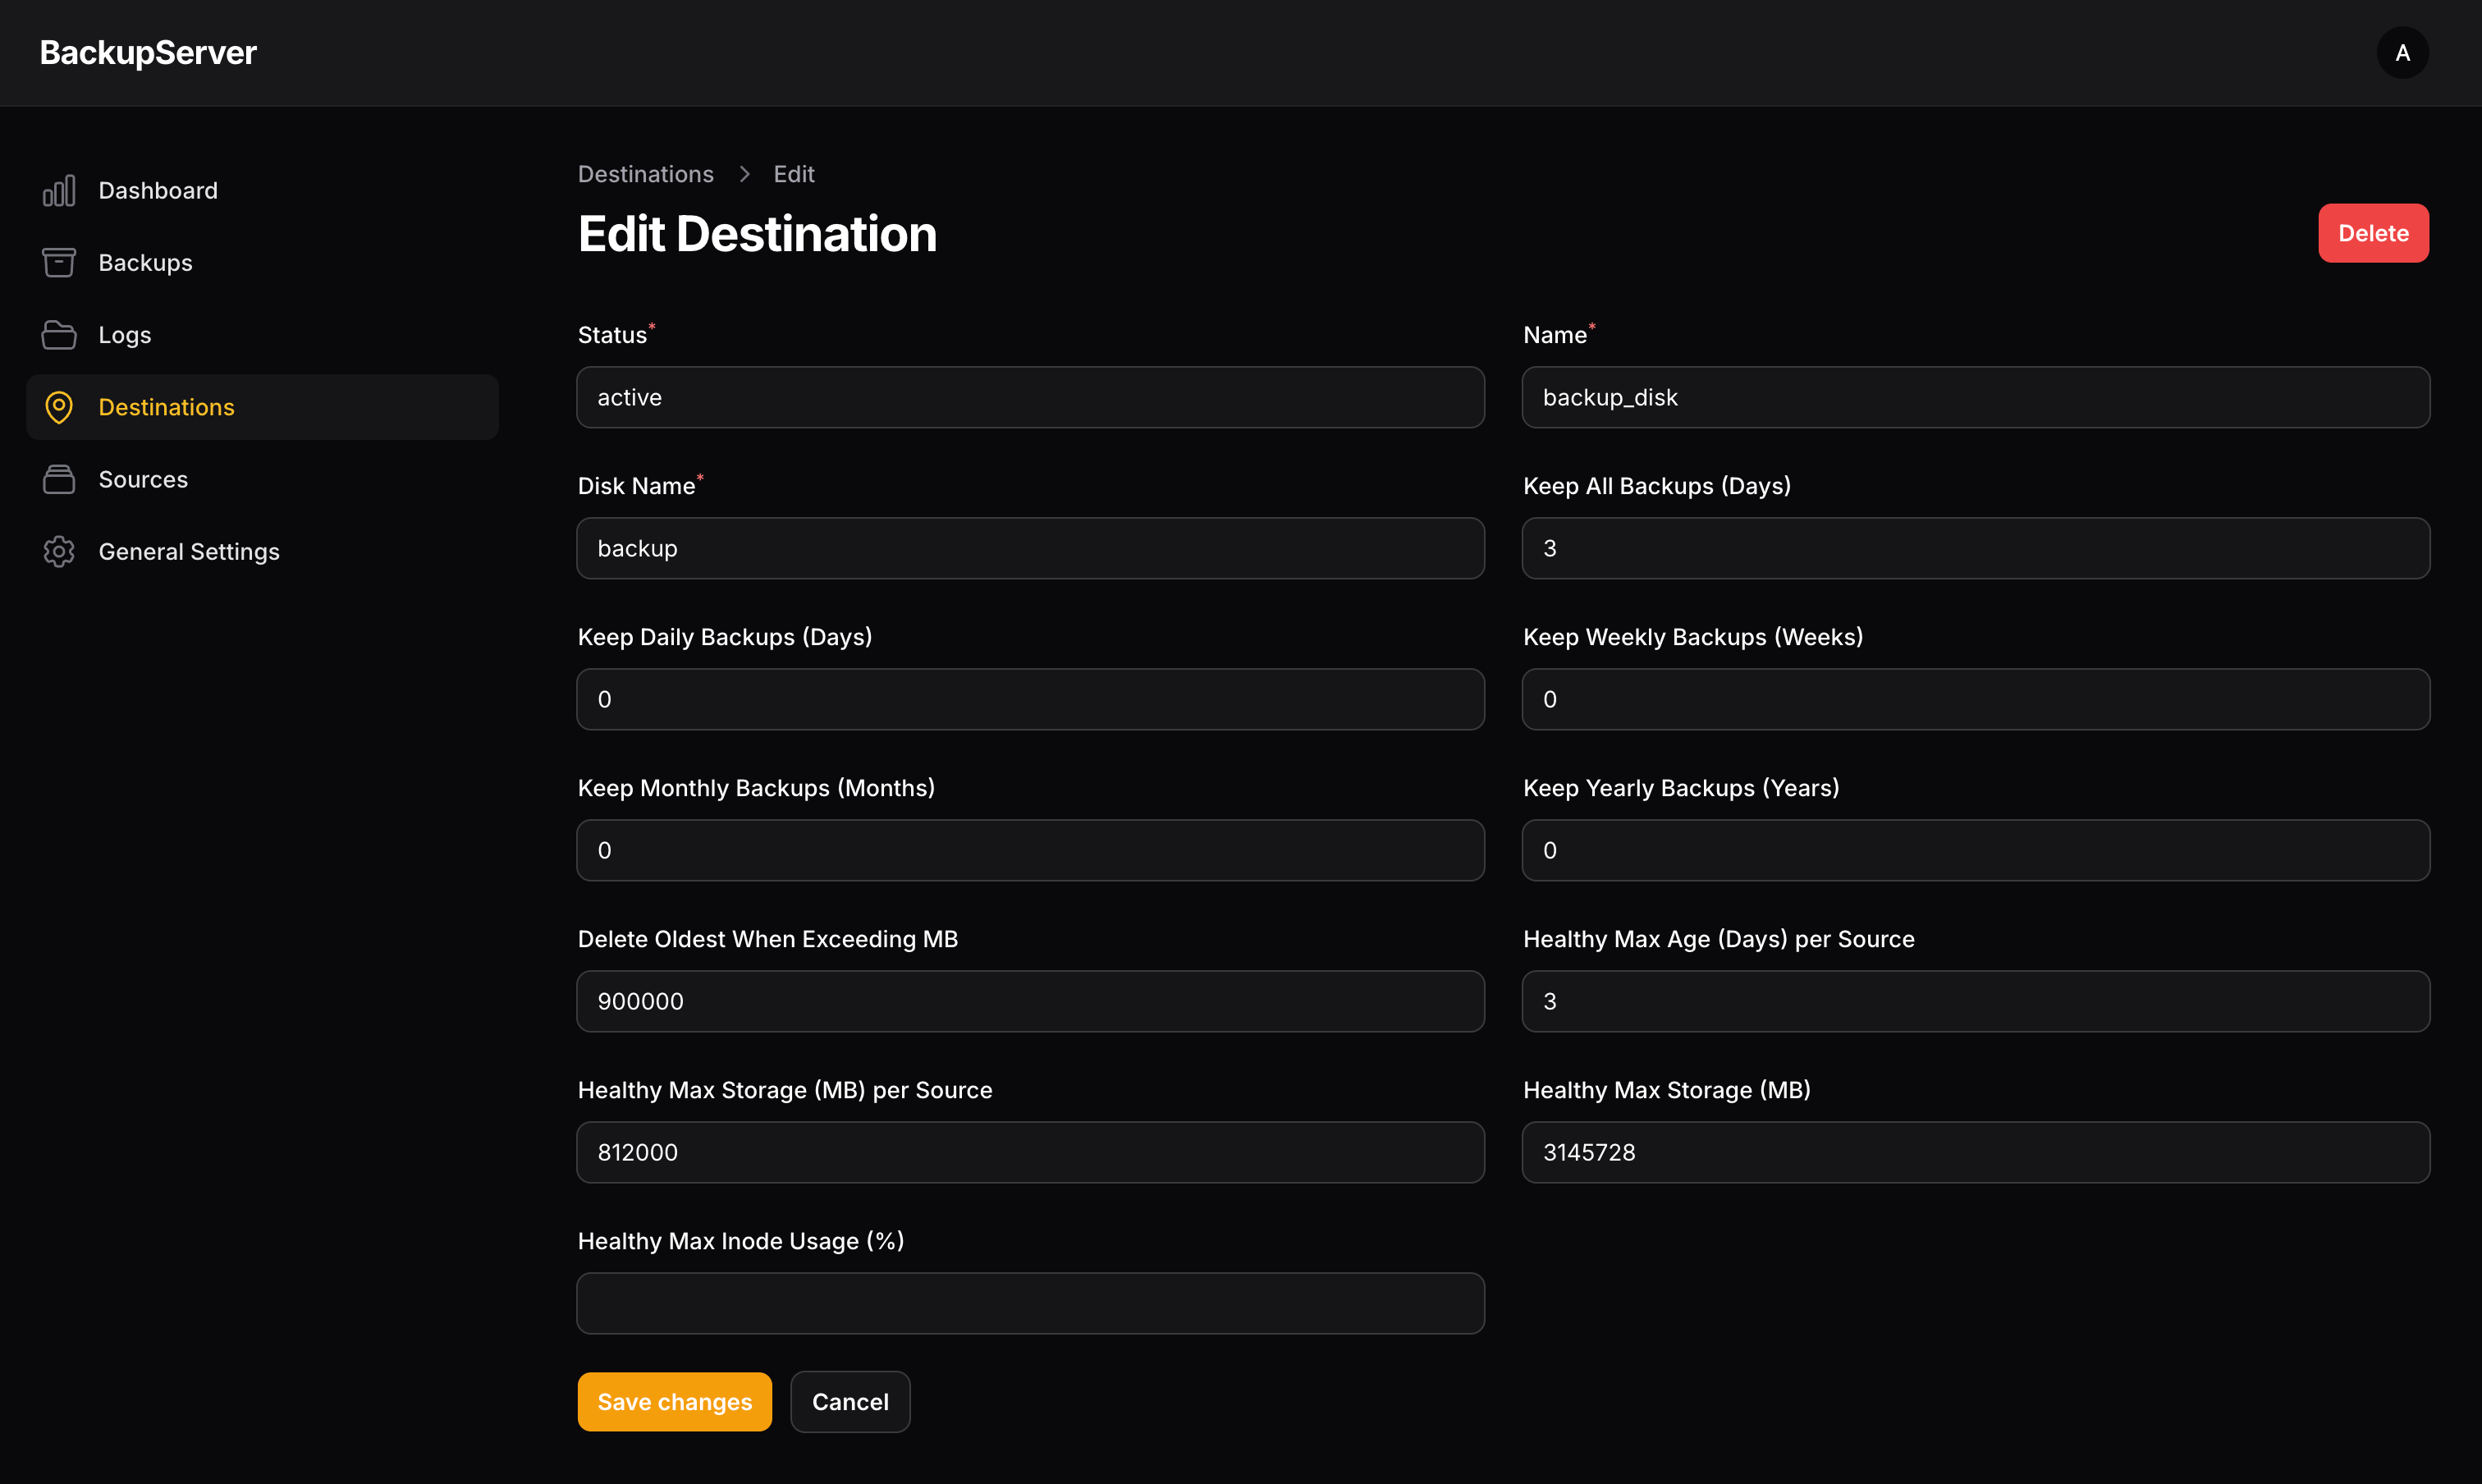 BackupServer
A
Dashboard
Backups
Logs
Destinations
Sources
General Settings
Destinations > Edit
Edit Destination
Delete
Status*
active
Name*
backup_disk
Disk Name*
backup
Keep All Backups (Days)
3
Keep Daily Backups (Days)
0
Keep Weekly Backups (Weeks)
0
Keep Monthly Backups (Months)
0
Keep Yearly Backups (Years)
0
Delete Oldest When Exceeding MB
900000
Healthy Max Age (Days) per Source
3
Healthy Max Storage (MB) per Source
812000
Healthy Max Storage (MB)
3145728
Healthy Max Inode Usage (%)
Save changes
Cancel